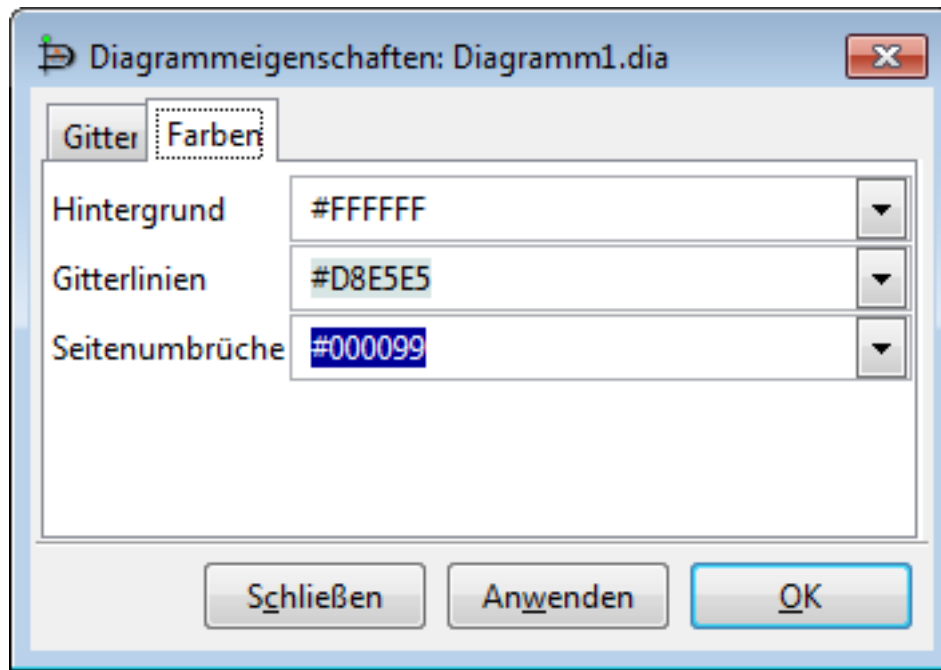 Diagrammeigenschaften: Diagramm1.dia
Gitter Farben
Hintergrund #FFFFFF
Gitterlinien #D8E5E5
Seitenumbrüche #000099
Schließen Anwenden OK